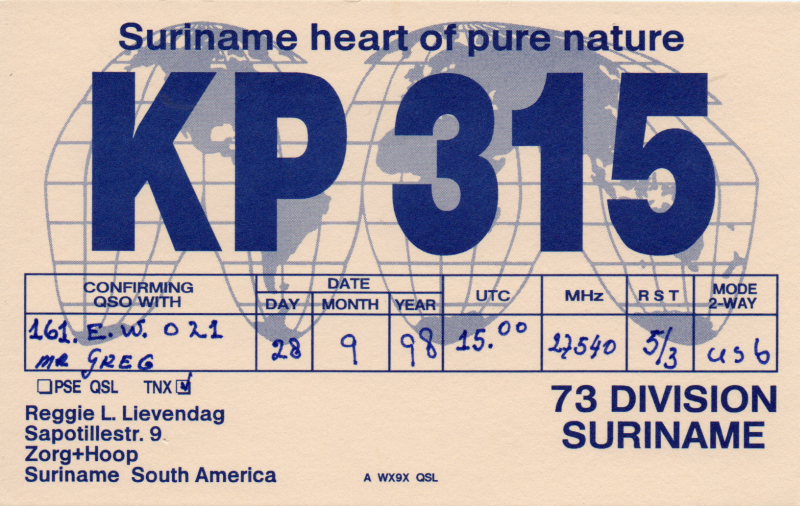 Suriname heart of pure nature
KP 315
CONFIRMING QSO WITH DATE DAY MONTH YEAR UTC MHz RST MODE 2-WAY
161. E. W. 021 28 9 98 15.00 27540 5/3 usb
MR GREG
PSE QSL TNX
Reggie L. Lievendag
Sapotillestr. 9
Zorg+Hoop
Suriname South America
A WX9X QSL
73 DIVISION
SURINAME